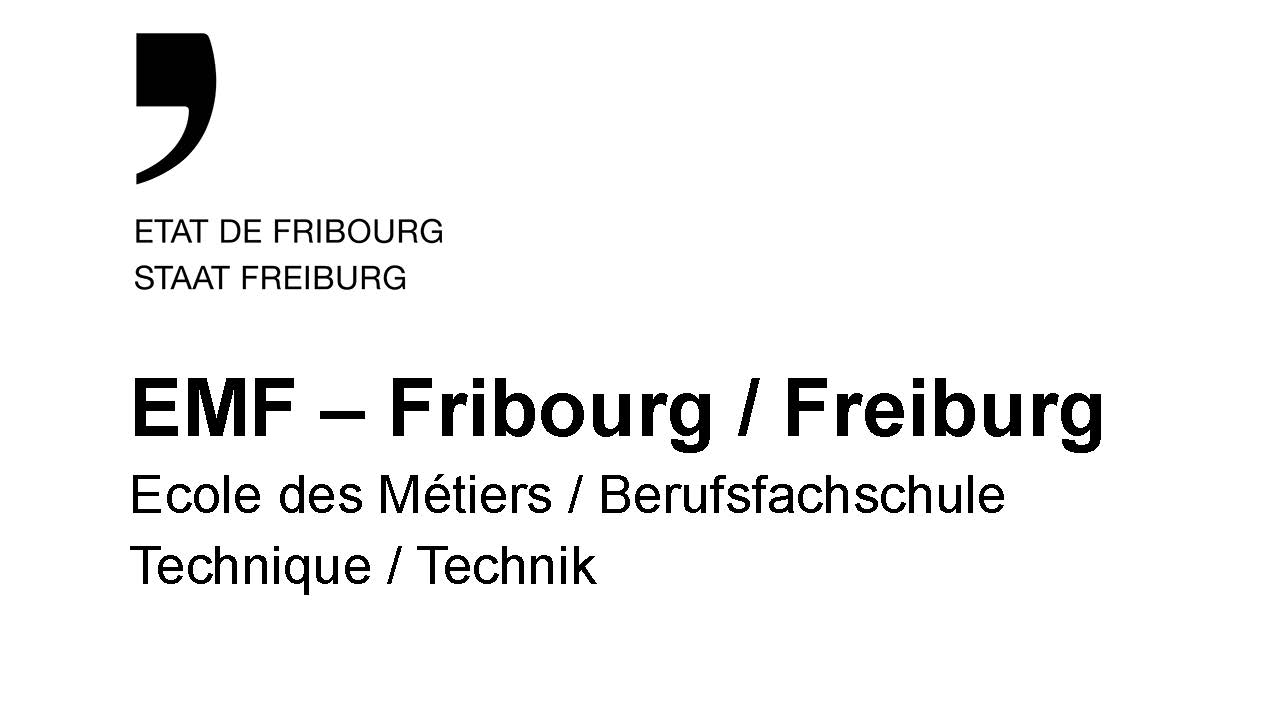 ETAT DE FRIBOURG
STAAT FREIBURG
EMF – Fribourg / Freiburg
Ecole des Métiers / Berufsfachschule
Technique / Technik